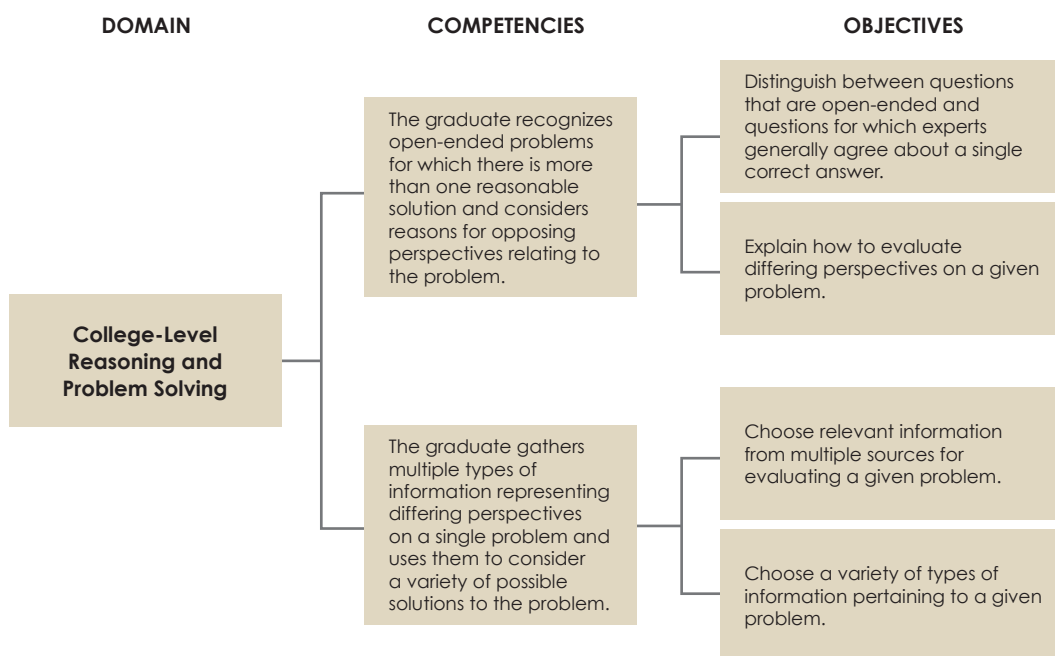 DOMAIN
COMPETENCIES
OBJECTIVES
College-Level
Reasoning and
Problem Solving
The graduate recognizes
open-ended problems
for which there is more
than one reasonable
solution and considers
reasons for opposing
perspectives relating to
the problem.
Distinguish between questions
that are open-ended and
questions for which experts
generally agree about a single
correct answer.
Explain how to evaluate
differing perspectives on a given
problem.
The graduate gathers
multiple types of
information representing
differing perspectives
on a single problem and
uses them to consider
a variety of possible
solutions to the problem.
Choose relevant information
from multiple sources for
evaluating a given problem.
Choose a variety of types of
information pertaining to a given
problem.